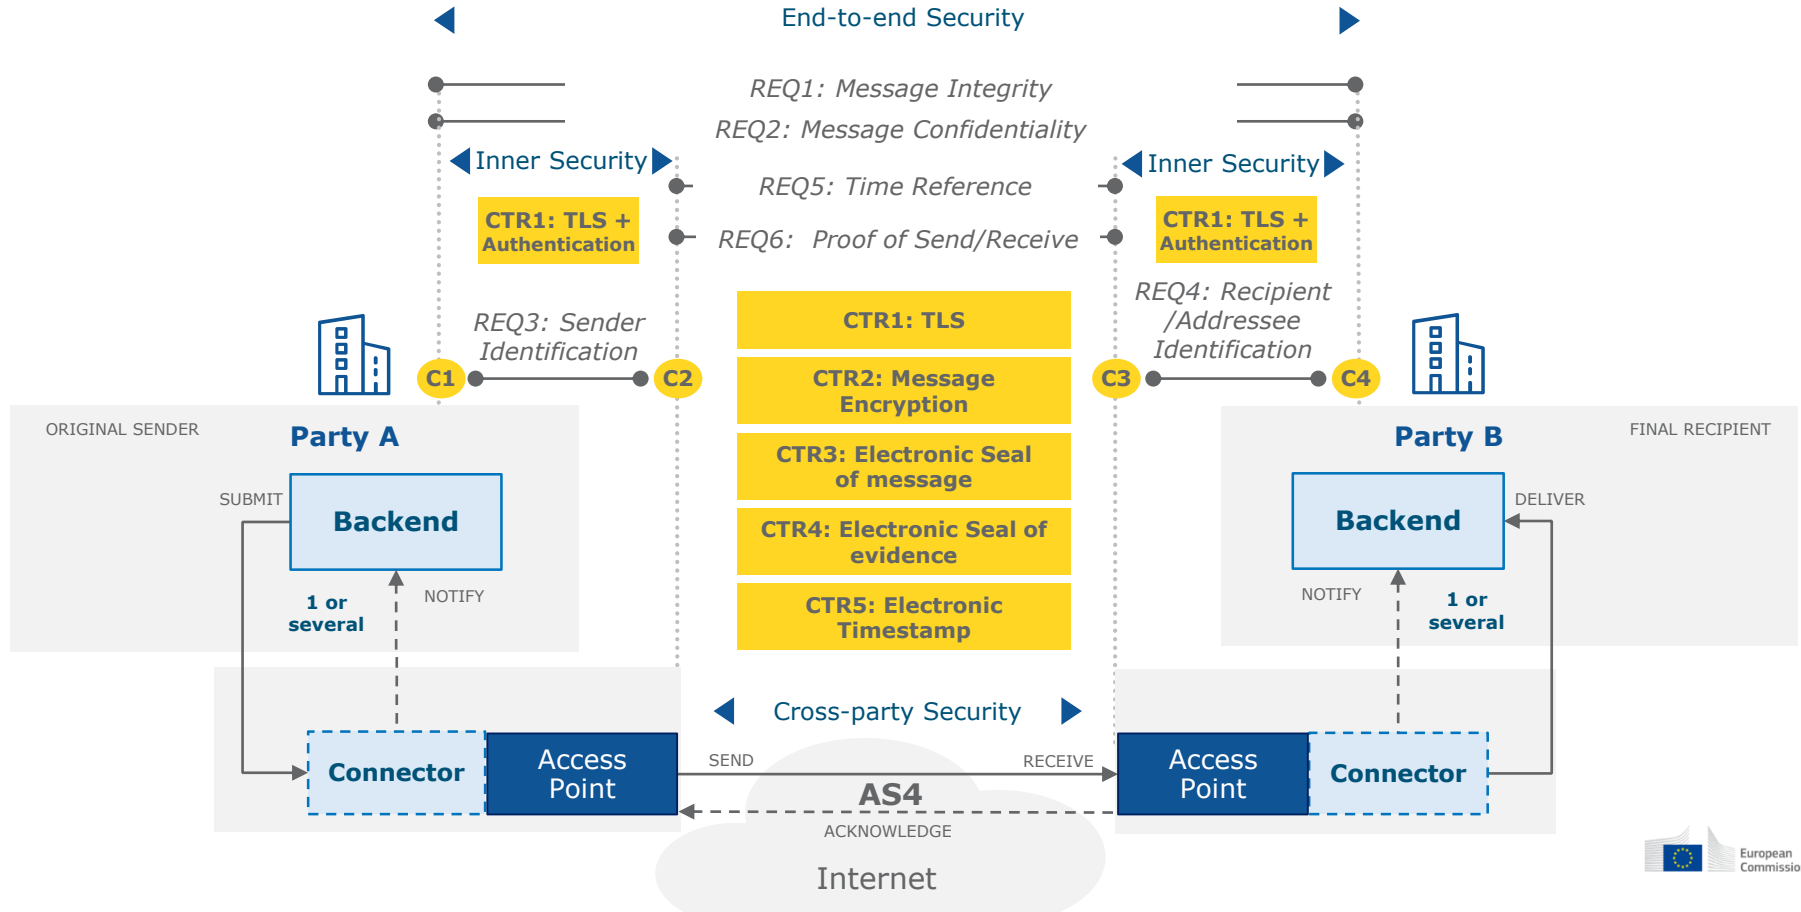 End-to-end Security
REQ1: Message Integrity
REQ2: Message Confidentiality
Inner Security
Inner Security
REQ5: Time Reference
CTR1: TLS +
Authentication
CTR1: TLS +
Authentication
REQ6: Proof of Send/Receive
REQ3: Sender
Identification
REQ4: Recipient
/Addressee
Identification
CTR1: TLS
C1
C2
CTR2: Message
Encryption
C3
C4
ORIGINAL SENDER
Party A
CTR3: Electronic Seal
of message
Party B
FINAL RECIPIENT
SUBMIT
Backend
CTR4: Electronic Seal of
evidence
Backend
DELIVER
1 or
several
NOTIFY
CTR5: Electronic
Timestamp
NOTIFY
1 or
several
Cross-party Security
Connector
Access
Point
SEND
RECEIVE
AS4
ACKNOWLEDGE
Access
Point
Connector
Internet
European
Commissio